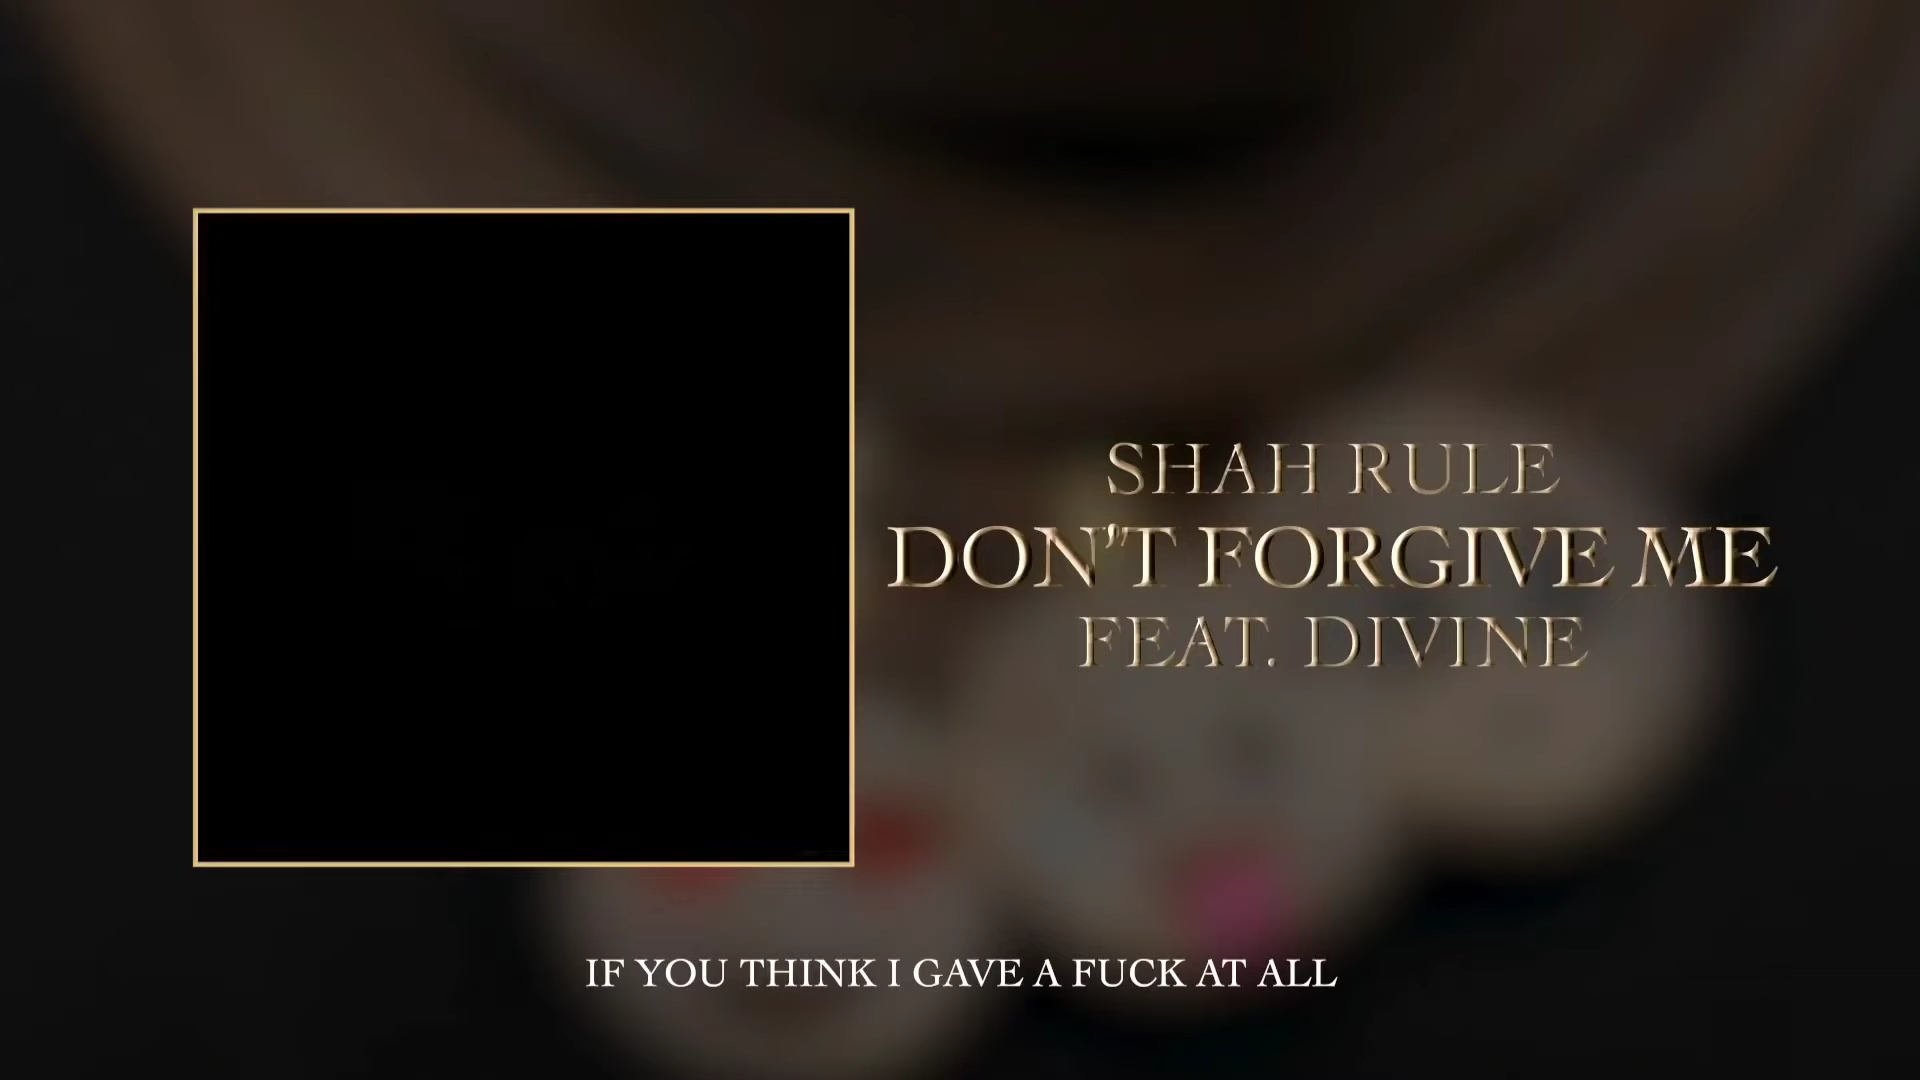 SHAH RULE
DON'T FORGIVE ME
FEAT. DIVINE
IF YOU THINK I GAVE A FUCK AT ALL